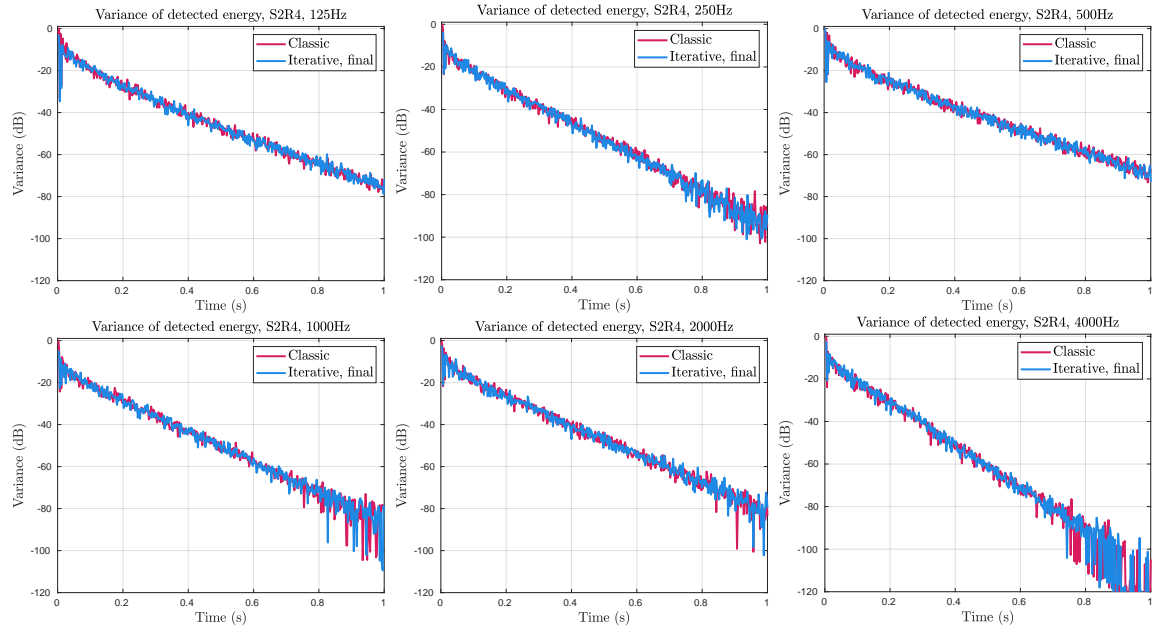 Variance of detected energy, S2R4, 125Hz
0
-20
-40
-60
-80
-100
-120
Variance (dB)
Classic
Iterative, final
0
0.2
0.4
0.6
0.8
1
Time (s)
Variance of detected energy, S2R4, 250Hz
0
-20
-40
-60
-80
-100
-120
Variance (dB)
Classic
Iterative, final
0
0.2
0.4
0.6
0.8
1
Time (s)
Variance of detected energy, S2R4, 500Hz
0
-20
-40
-60
-80
-100
-120
Variance (dB)
Classic
Iterative, final
0
0.2
0.4
0.6
0.8
1
Time (s)
Variance of detected energy, S2R4, 1000Hz
0
-20
-40
-60
-80
-100
-120
Variance (dB)
Classic
Iterative, final
0
0.2
0.4
0.6
0.8
1
Time (s)
Variance of detected energy, S2R4, 2000Hz
0
-20
-40
-60
-80
-100
-120
Variance (dB)
Classic
Iterative, final
0
0.2
0.4
0.6
0.8
1
Time (s)
Variance of detected energy, S2R4, 4000Hz
0
-20
-40
-60
-80
-100
-120
Variance (dB)
Classic
Iterative, final
0
0.2
0.4
0.6
0.8
1
Time (s)